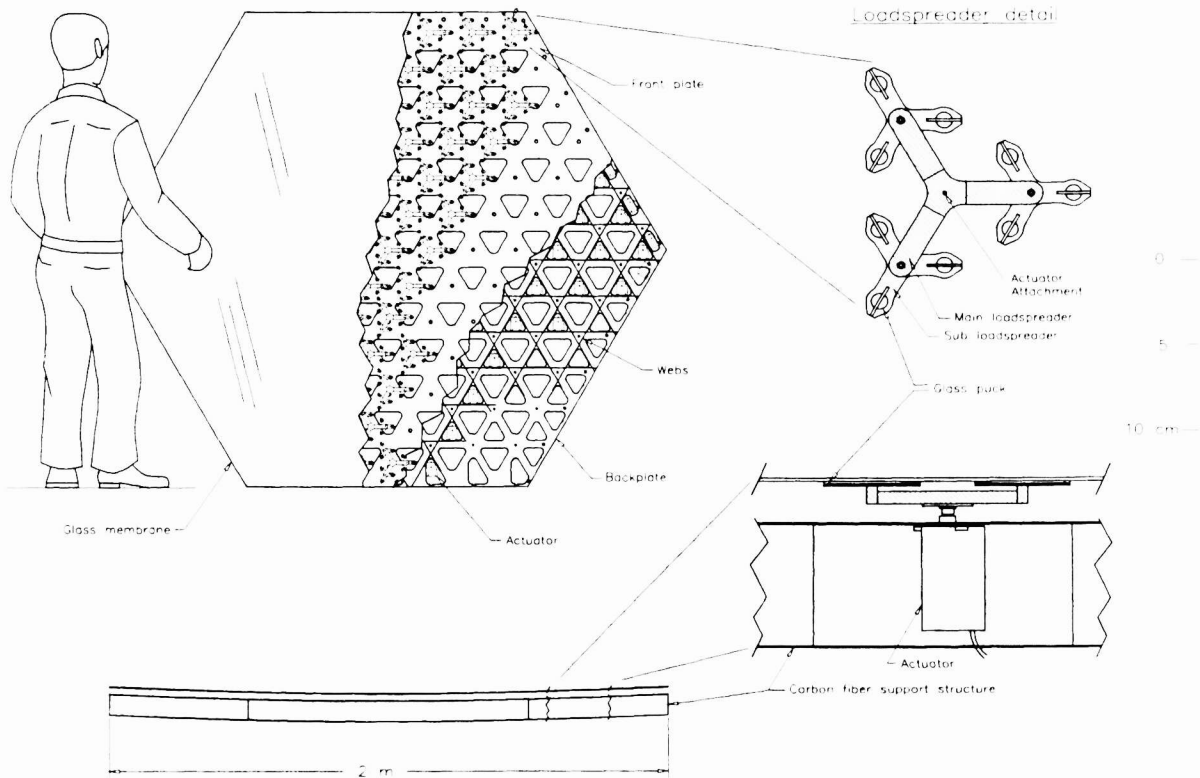 Loadspreader detail
Front plate
Actuator
Attachment
Main loadspreader
Sub loadspreader
0
5
10 cm
Webs
Glass puck
Backplate
Glass membrane
Actuator
Actuator
Carbon fiber support structure
2 m